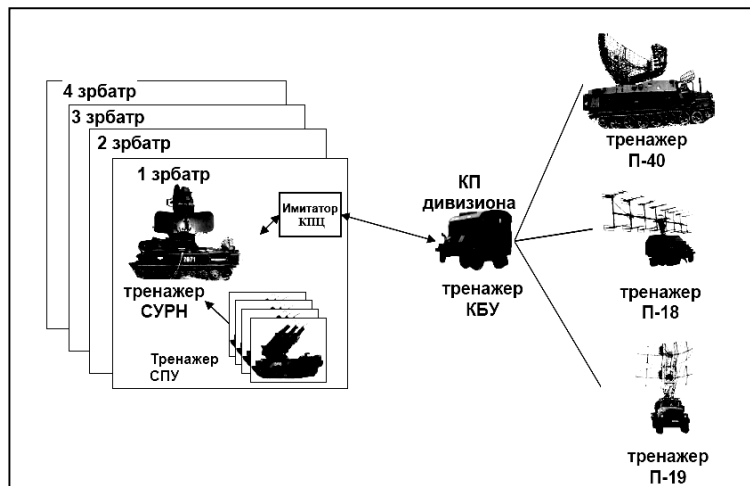 4 зрбатр
3 зрбатр
2 зрбатр
1 зрбатр
Имитатор
КПЦ
тренажер
СУРН
Тренажер
СПУ
КП
дивизиона
тренажер
КБУ
тренажер
П-40
тренажер
П-18
тренажер
П-19